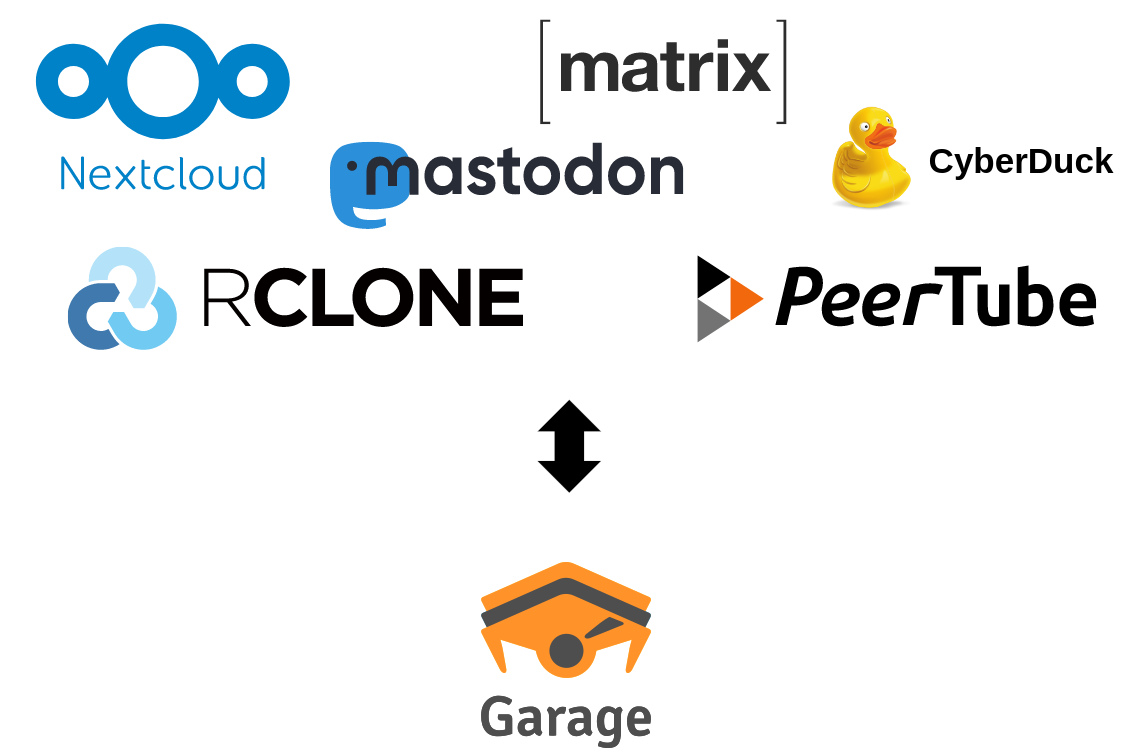 [matrix]
Nextcloud
mastodon
CyberDuck
RCLONE
PeerTube
Garage